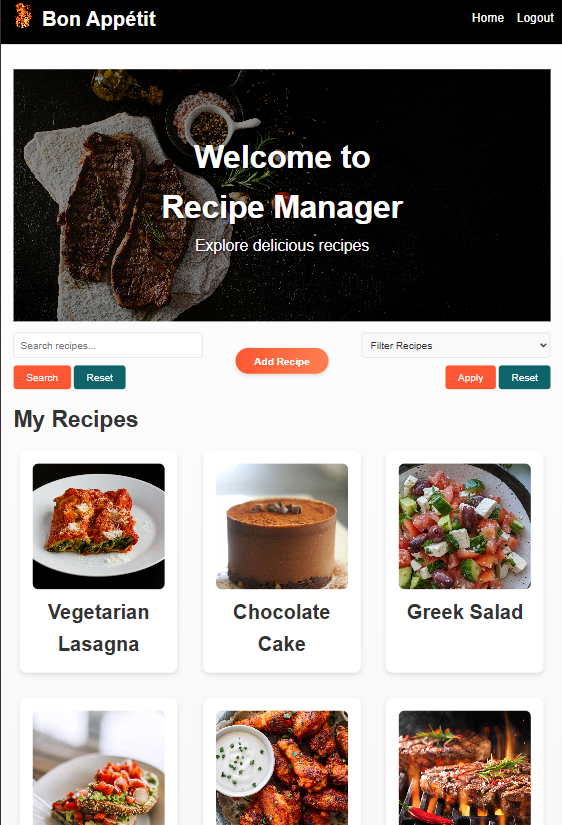 Bon Appétit
Home
Logout
Welcome to
Recipe Manager
Explore delicious recipes
Search recipes...
Search
Reset
Add Recipe
Filter Recipes
Apply
Reset
My Recipes
Vegetarian
Lasagna
Chocolate
Cake
Greek Salad